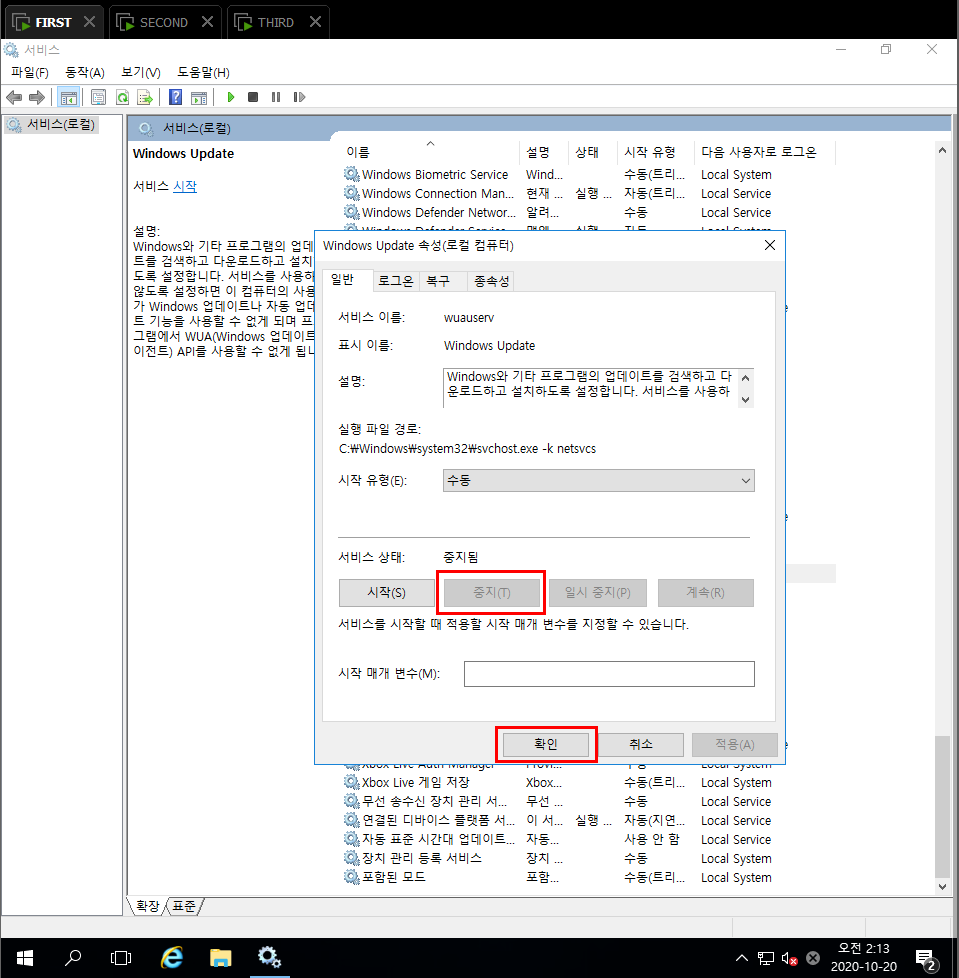 FIRST
SECOND
THIRD
서비스
파일(F) 동작(A) 보기(V) 도움말(H)
서비스(로컬)
서비스(로컬)
Windows Update
서비스 시작
설명:
Windows와 기타 프로그램의 업데
트를 검색하고 다운로드하고 설치
도록 설정합니다. 서비스를 사용하
않도록 설정하면 이 컴퓨터의 사용
가 Windows 업데이트나 자동 업데
트 기능을 사용할 수 없게 되며 프
그램에서 WUA(Windows 업데이트
이전트) API를 사용할 수 없게 됩니
이름 설명 상태 시작 유형 다음 사용자로 로그온
Windows Biometric Service Wind... 수동(트리... Local System
Windows Connection Man... 현재 ... 실행 ... 자동(트리... Local Service
Windows Defender Networ... 알려... 수동 Local Service
Windows Update 속성(로컬 컴퓨터)
일반 로그온 복구 종속성
서비스 이름: wuauserv
표시 이름: Windows Update
설명: Windows와 기타 프로그램의 업데이트를 검색하고 다
운로드하고 설치하도록 설정합니다. 서비스를 사용하
실행 파일 경로:
C:₩Windows₩system32₩svchost.exe -k netsvcs
시작 유형(E): 수동
서비스 상태: 중지됨
시작(S) 중지(T) 일시 중지(P) 계속(R)
서비스를 시작할 때 적용할 시작 매개 변수를 지정할 수 있습니다.
시작 매개 변수(M):
확인 취소 적용(A)
Xbox Live Auth Manager Provi... 수동 Local System
Xbox Live 게임 저장 Xbox... 수동(트리... Local System
무선 송수신 장치 관리 서... 무선 ... 수동 Local Service
연결된 디바이스 플랫폼 서... 이 서... 실행 ... 자동(지연... Local Service
자동 표준 시간대 업데이트... 자동... 사용 안 함 Local Service
장치 관리 등록 서비스 장치 ... 수동 Local System
포함된 모드 포함... 수동(트리... Local System
확장 표준
오전 2:13
2020-10-20
2